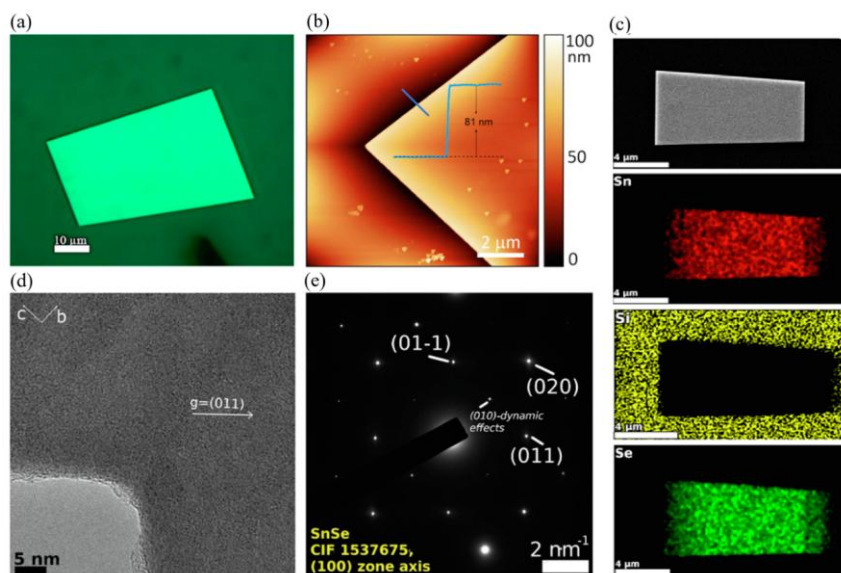 (a)
10 µm
(b)
81 nm
2 µm
100
nm
50
0
(c)
4 µm
Sn
4 µm
Si
4 µm
Se
4 µm
(d)
c b
g=(011)
5 nm
(e)
(01-1)
(020)
(010)-dynamic
effects
(011)
SnSe
CIF 1537675,
(100) zone axis
2 nm⁻¹